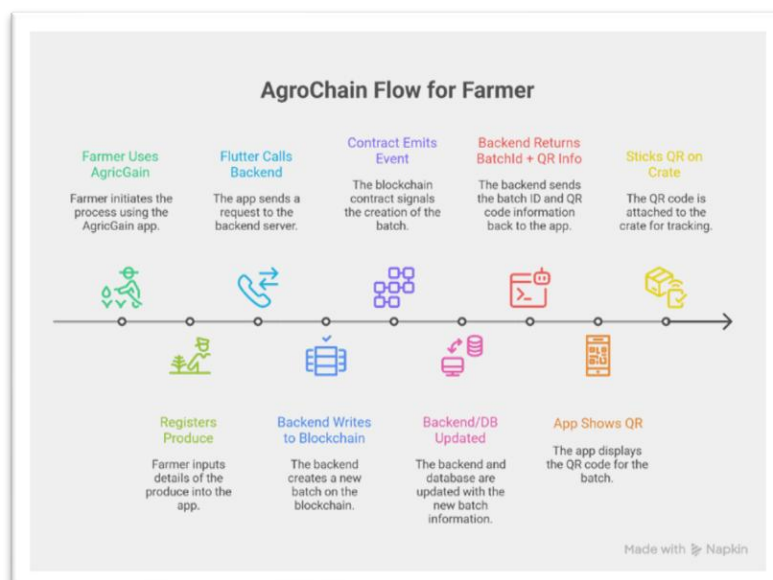 AgroChain Flow for Farmer
Farmer Uses
AgricGain
Farmer initiates the
process using the
AgricGain app.
Flutter Calls
Backend
The app sends a
request to the
backend server.
Contract Emits
Event
The blockchain
contract signals
the creation of the
batch.
Backend Returns
BatchId + QR Info
The backend sends
the batch ID and QR
code information
back to the app.
Sticks QR on
Crate
The QR code is
attached to the
crate for tracking.
Registers
Produce
Farmer inputs
details of the
produce into the
app.
Backend Writes
to Blockchain
The backend
creates a new
batch on the
blockchain.
Backend/DB
Updated
The backend and
database are
updated with the
new batch
information.
App Shows QR
The app displays
the QR code for the
batch.
Made with Napkin